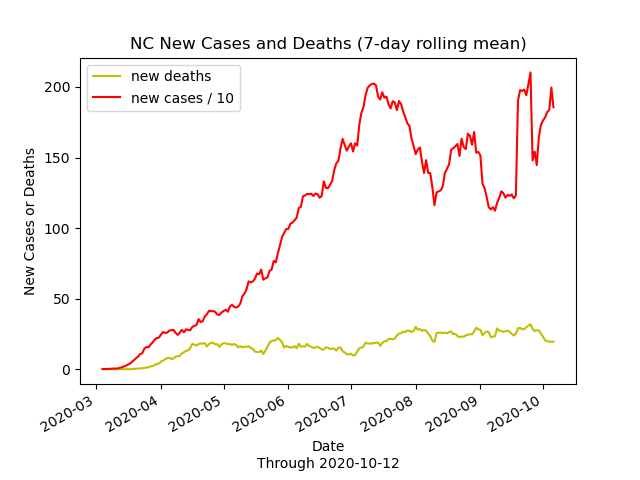 NC New Cases and Deaths (7-day rolling mean)
new deaths
new cases / 10
200
150
100
50
0
New Cases or Deaths
2020-03
2020-04
2020-05
2020-06
2020-07
2020-08
2020-09
2020-10
Date
Through 2020-10-12